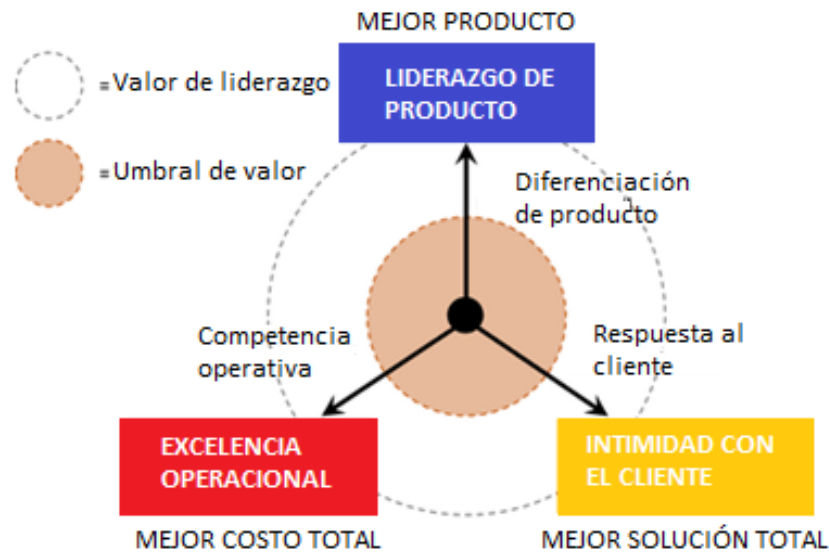 MEJOR PRODUCTO
LIDERAZGO DE
PRODUCTO
=Valor de liderazgo
=Umbral de valor
Diferenciación
de producto
Competencia
operativa
Respuesta al
cliente
EXCELENCIA
OPERACIONAL
INTIMIDAD CON
EL CLIENTE
MEJOR COSTO TOTAL
MEJOR SOLUCIÓN TOTAL